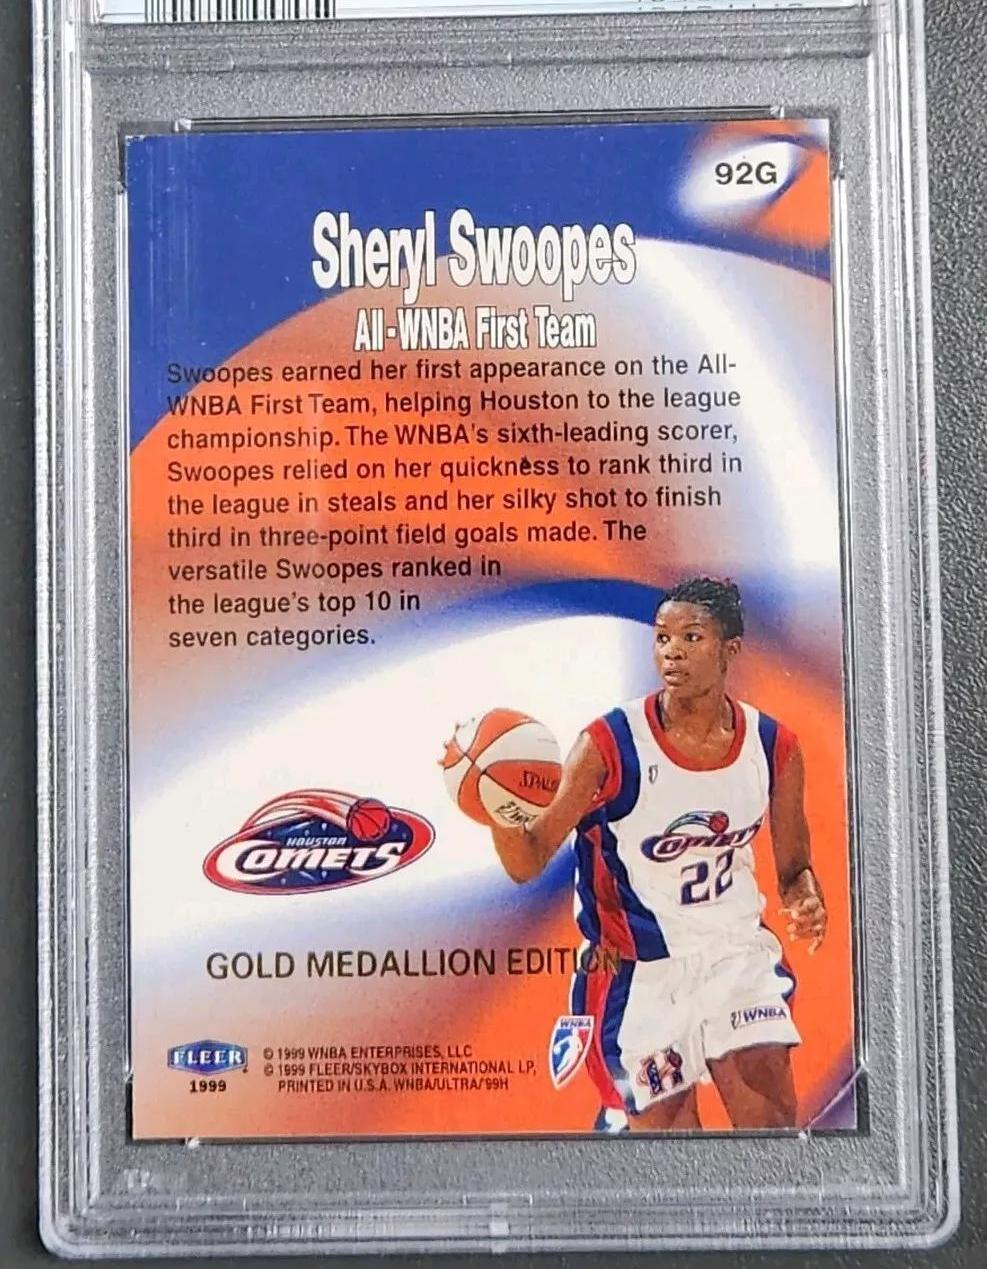 92G
Sheryl Swoopes
All-WNBA First Team
Swoopes earned her first appearance on the All-
WNBA First Team, helping Houston to the league
championship. The WNBA's sixth-leading scorer,
Swoopes relied on her quickness to rank third in
the league in steals and her silky shot to finish
third in three-point field goals made. The
versatile Swoopes ranked in
the league's top 10 in
seven categories.
HOUSTON
COMETS
COMETS
22
GOLD MEDALLION EDITION
WNBA
WNBA
FLEER
1999
© 1999 WNBA ENTERPRISES, LLC
© 1999 FLEER/SKYBOX INTERNATIONAL LP,
PRINTED IN U.S.A. WNBA/ULTRA/99H